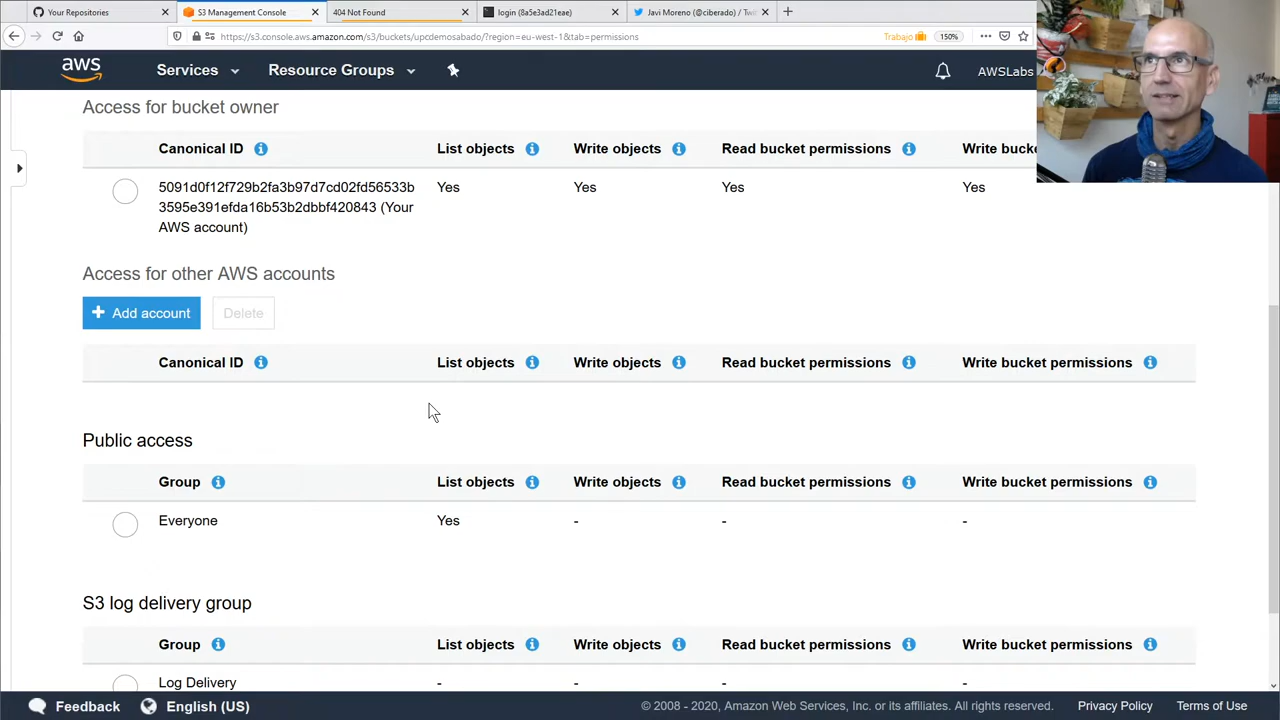 Your Repositories
S3 Management Console
404 Not Found
login (8a5e3ad21eae)
Javi Moreno (@ciberado) / Twi
https://s3.console.aws.amazon.com/s3/buckets/upcdemosabado/?region=eu-west-1&tab=permissions
Trabajo
150%
aws
Services
Resource Groups
AWSLabs
Access for bucket owner
Canonical ID
List objects
Write objects
Read bucket permissions
Write bucke
5091d0f12f729b2fa3b97d7cd02fd56533b
3595e391efda16b53b2dbbf420843 (Your
AWS account)
Yes
Yes
Yes
Yes
Access for other AWS accounts
+ Add account
Delete
Canonical ID
List objects
Write objects
Read bucket permissions
Write bucket permissions
Public access
Group
List objects
Write objects
Read bucket permissions
Write bucket permissions
Everyone
Yes
-
-
-
S3 log delivery group
Group
List objects
Write objects
Read bucket permissions
Write bucket permissions
Log Delivery
-
-
-
-
Feedback
English (US)
© 2008 - 2020, Amazon Web Services, Inc. or its affiliates. All rights reserved.
Privacy Policy
Terms of Use